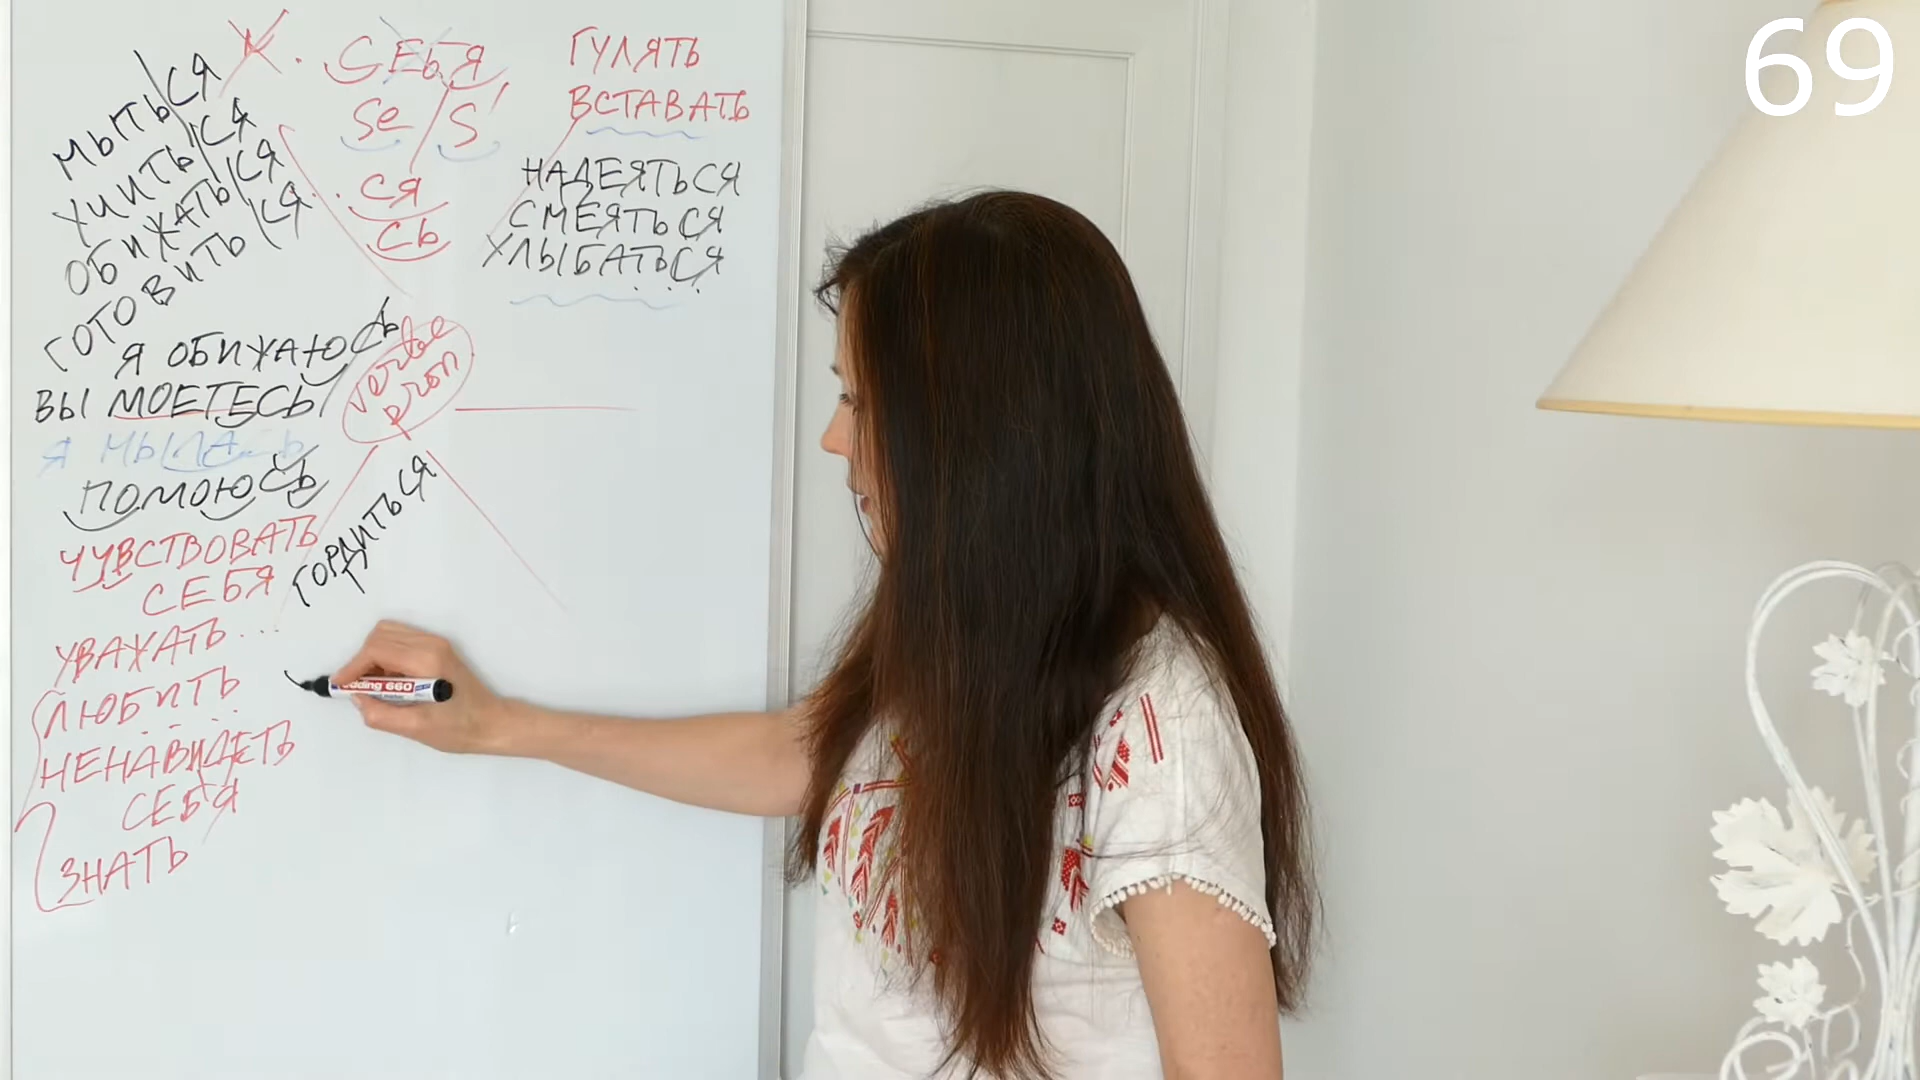 МЫТЬСЯ
УЧИТЬСЯ
ОБИЖАТЬСЯ
ГОТОВИТЬСЯ
СЕБЯ
se / s'
СЯ
СЬ
ГУЛЯТЬ
ВСТАВАТЬ
НАДЕЯТЬСЯ
СМЕЯТЬСЯ
УЛЫБАТЬСЯ
Я ОБИЖАЮСЬ
ВЫ МОЕТЕСЬ
Я МЫЛАСЬ
ПОМОЮСЬ
verbe
pron
ГОРДИТЬСЯ
ЧУВСТВОВАТЬ
СЕБЯ
УВАЖАТЬ...
ЛЮБИТЬ
НЕНАВИДЕТЬ
СЕБЯ
ЗНАТЬ
edding 660
69